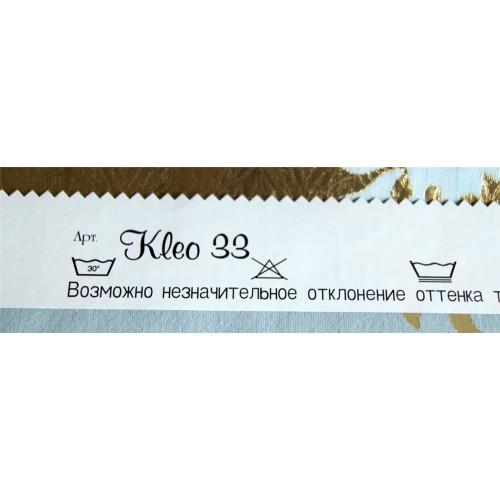 Арт. Kleo 33
30°
Возможно незначительное отклонение оттенка